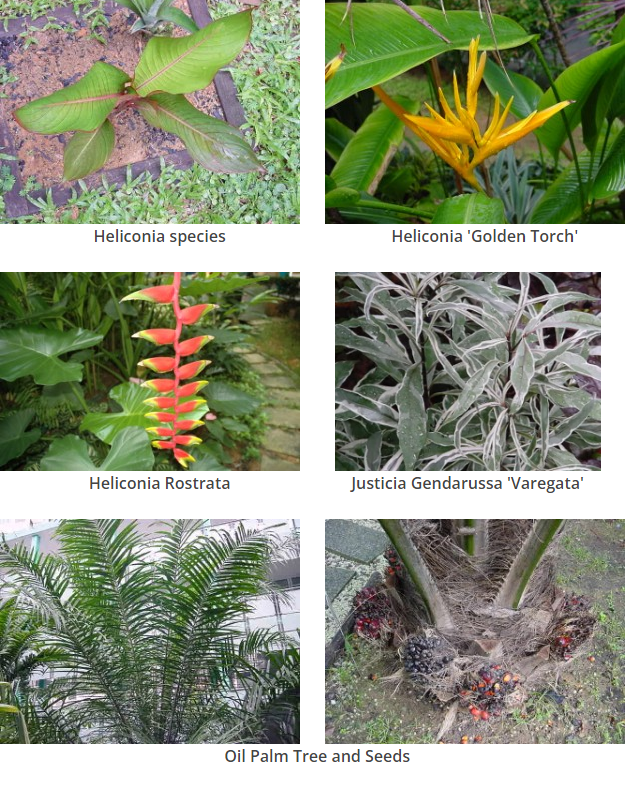 Heliconia species
Heliconia 'Golden Torch'
Heliconia Rostrata
Justicia Gendarussa 'Varegata'
Oil Palm Tree and Seeds